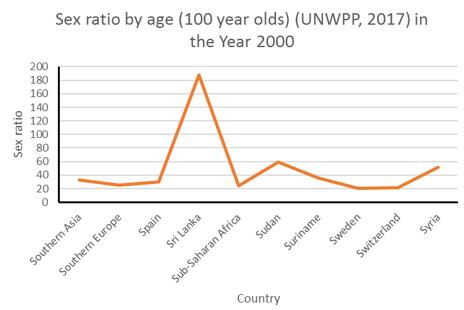 Sex ratio by age (100 year olds) (UNWPP, 2017) in
the Year 2000
200
180
160
140
120
100
80
60
40
20
0
Sex ratio
Southern Asia
Southern Europe
Spain
Sri Lanka
Sub-Saharan Africa
Sudan
Suriname
Sweden
Switzerland
Syria
Country